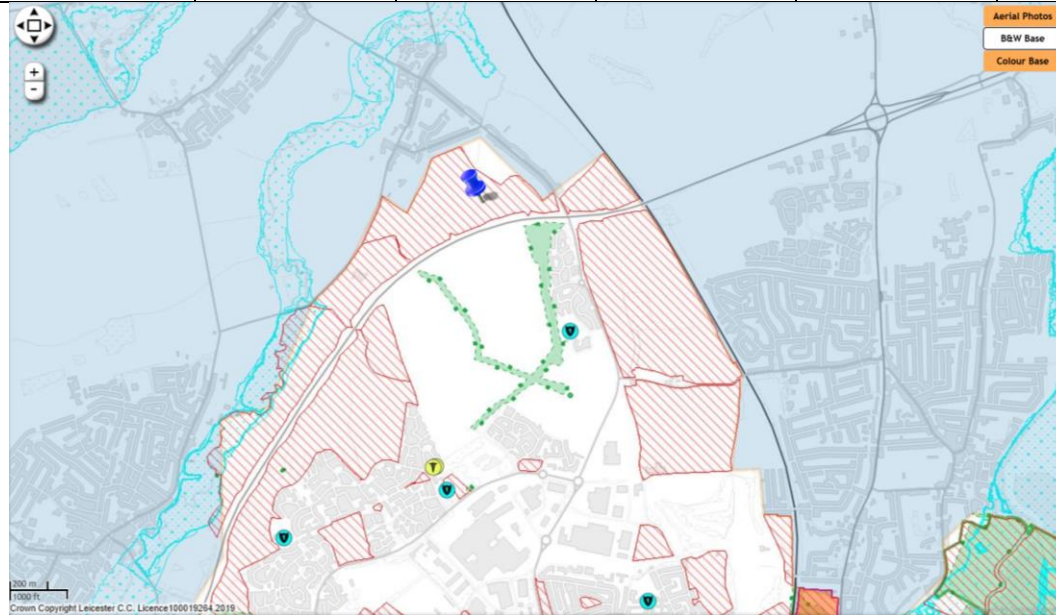 Aerial Photos
B&W Base
Colour Base
+
-
200 m
1000 ft
Crown Copyright Leicester C.C. Licence100019264 2019